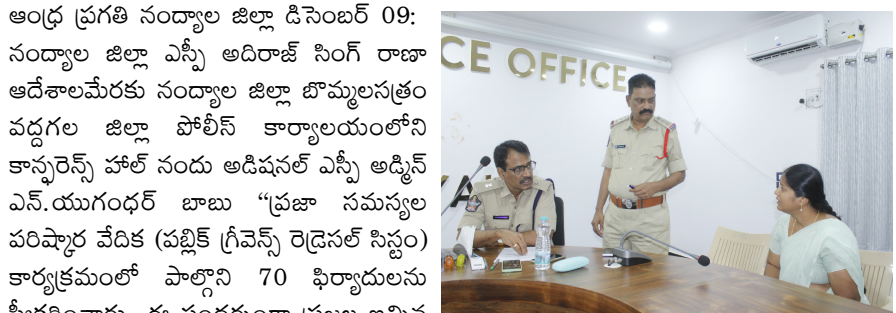 ఆంధ్ర ప్రగతి నంద్యాల జిల్లా డిసెంబర్ 09:
నంద్యాల జిల్లా ఎస్పీ అదిరాజ్ సింగ్ రాణా
ఆదేశాలమేరకు నంద్యాల జిల్లా బొమ్మలసత్రం
వద్దగల జిల్లా పోలీస్ కార్యాలయంలోని
కాన్ఫరెన్స్ హాల్ నందు అడిషనల్ ఎస్పీ అడ్మిన్
ఎన్.యుగంధర్ బాబు “ప్రజా సమస్యల
పరిష్కార వేదిక (పబ్లిక్ గ్రీవెన్స్ రెడ్రెసల్ సిస్టం)
కార్యక్రమంలో పాల్గొని 70 ఫిర్యాదులను
CE OFFICE